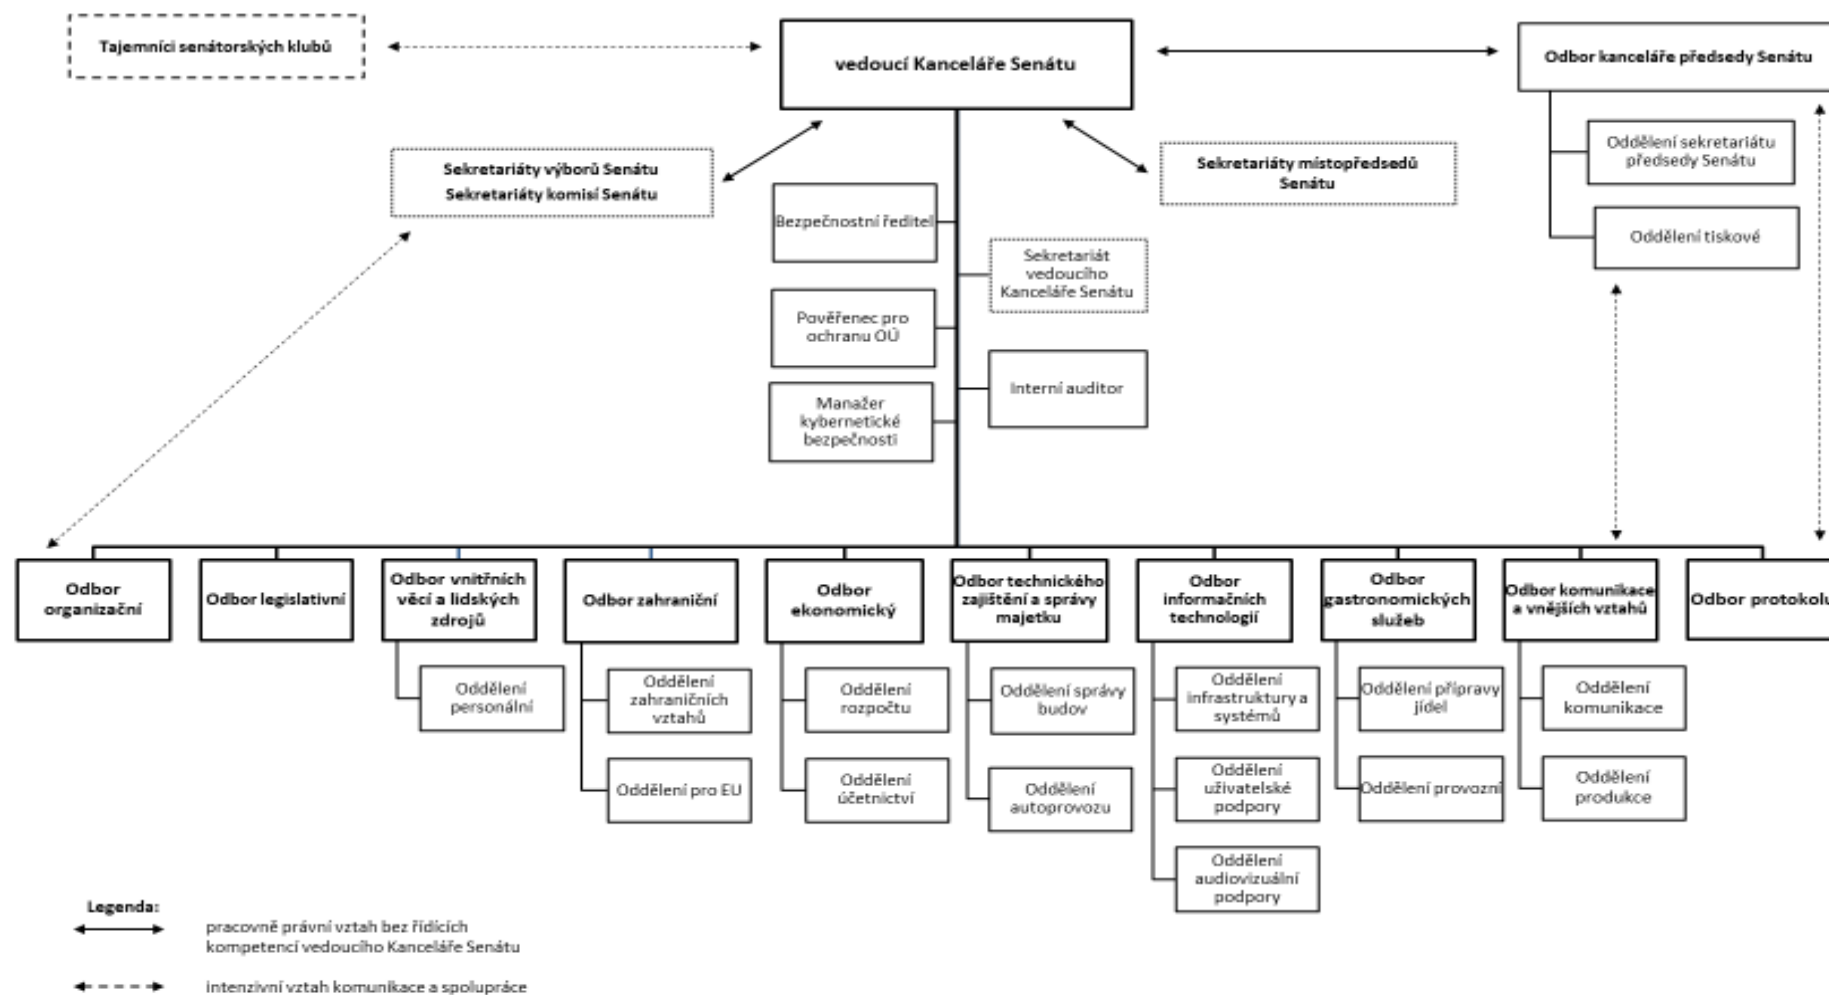 Tajemníci senátorských klubů
vedoucí Kanceláře Senátu
Odbor kanceláře předsedy Senátu
Oddělení sekretariátu
předsedy Senátu
Oddělení tiskové
Sekretariáty výborů Senátu
Sekretariáty komisí Senátu
Sekretariáty místopředsedů
Senátu
Bezpečnostní ředitel
Sekretariát
vedoucího
Kanceláře Senátu
Pověřenec pro
ochranu OÚ
Interní auditor
Manažer
kybernetické
bezpečnosti
Odbor
organizační
Odbor legislativní
Odbor vnitřních
věcí a lidských
zdrojů
Oddělení
personální
Odbor zahraniční
Oddělení
zahraničních
vztahů
Oddělení pro EU
Odbor
ekonomický
Oddělení
rozpočtu
Oddělení
účetnictví
Odbor technického
zajištění a správy
majetku
Oddělení správy
budov
Oddělení
autoprovozu
Odbor
informačních
technologií
Oddělení
infrastruktury a
systémů
Oddělení
uživatelské
podpory
Oddělení
audiovizuální
podpory
Odbor
gastronomických
služeb
Oddělení přípravy
jídel
Oddělení provozní
Odbor komunikace
a vnějších vztahů
Oddělení
komunikace
Oddělení
produkce
Odbor protokolu
Legenda:
pracovně právní vztah bez řídících
kompetencí vedoucího Kanceláře Senátu
intenzivní vztah komunikace a spolupráce